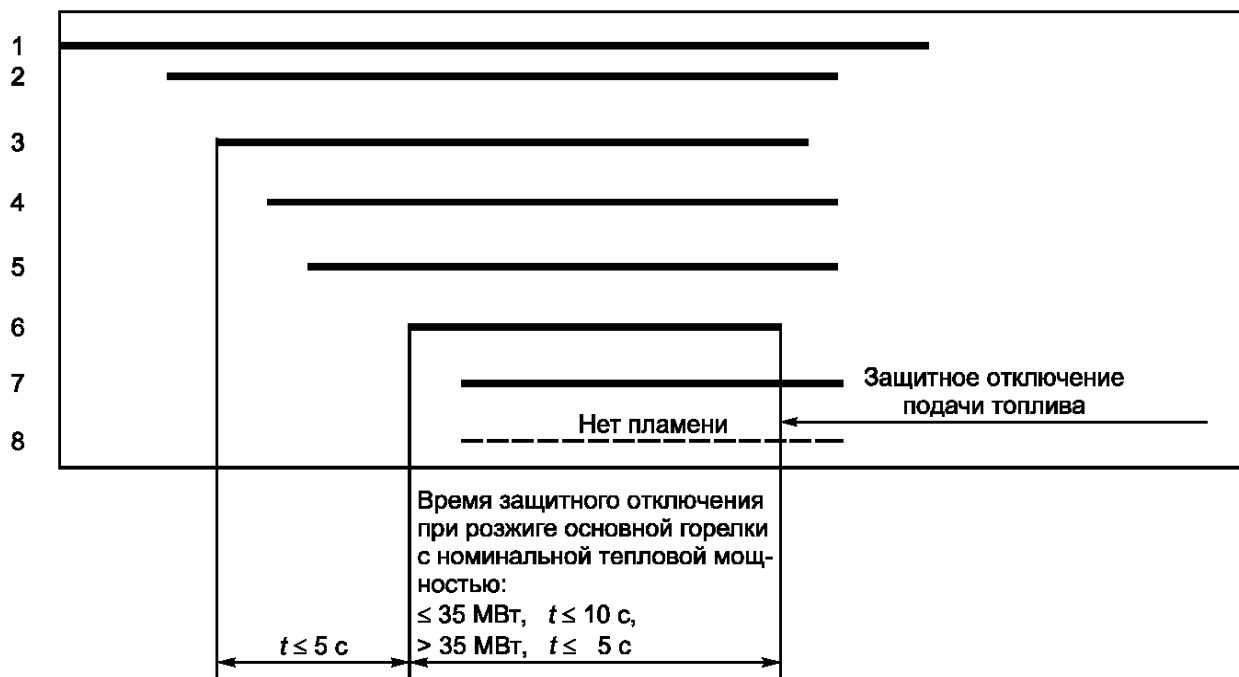 1
2
3
4
5
6
7
8
Защитное отключение
подачи топлива
Нет пламени
Время защитного отключения
при розжиге основной горелки
с номинальной тепловой мощ-
ностью:
≤ 35 МВт, t ≤ 10 с,
> 35 МВт, t ≤ 5 с
t ≤ 5 с